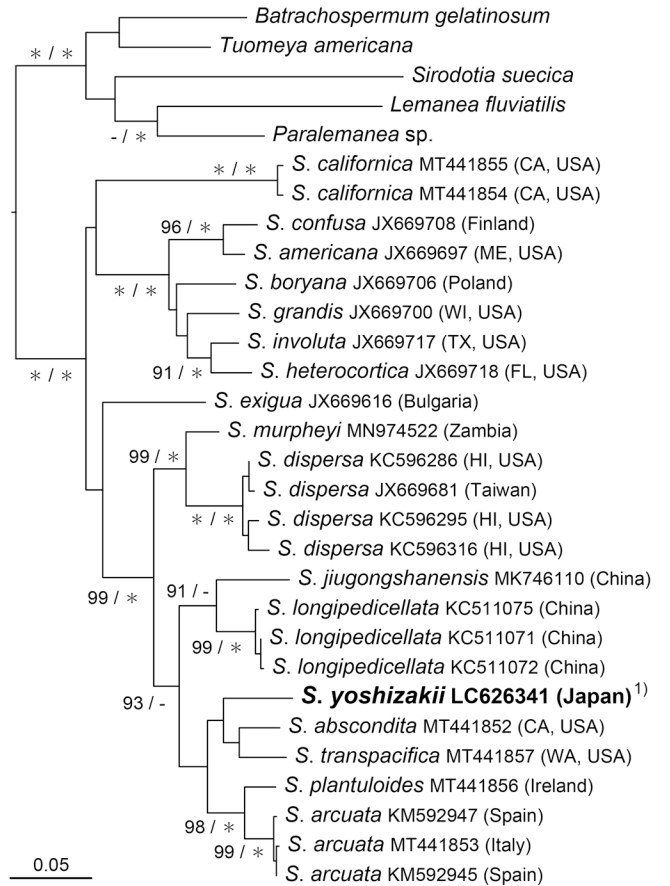 Batrachospermum gelatinosum
Tuomeya americana
* / *
Sirodotia suecica
Lemanea fluviatilis
- / *
Paralemanea sp.
* / *
S. californica MT441855 (CA, USA)
S. californica MT441854 (CA, USA)
96 / *
S. confusa JX669708 (Finland)
S. americana JX669697 (ME, USA)
* / *
S. boryana JX669706 (Poland)
S. grandis JX669700 (WI, USA)
S. involuta JX669717 (TX, USA)
* / *
91 / *
S. heterocortica JX669718 (FL, USA)
S. exigua JX669616 (Bulgaria)
S. murpheyi MN974522 (Zambia)
99 / *
S. dispersa KC596286 (HI, USA)
S. dispersa JX669681 (Taiwan)
* / *
S. dispersa KC596295 (HI, USA)
S. dispersa KC596316 (HI, USA)
S. jiugongshanensis MK746110 (China)
99 / *
91 / -
S. longipedicellata KC511075 (China)
S. longipedicellata KC511071 (China)
99 / *
S. longipedicellata KC511072 (China)
93 / -
S. yoshizakii LC626341 (Japan)1)
S. abscondita MT441852 (CA, USA)
S. transpacifica MT441857 (WA, USA)
S. plantuloides MT441856 (Ireland)
S. arcuata KM592947 (Spain)
98 / *
S. arcuata MT441853 (Italy)
99 / *
S. arcuata KM592945 (Spain)
0.05